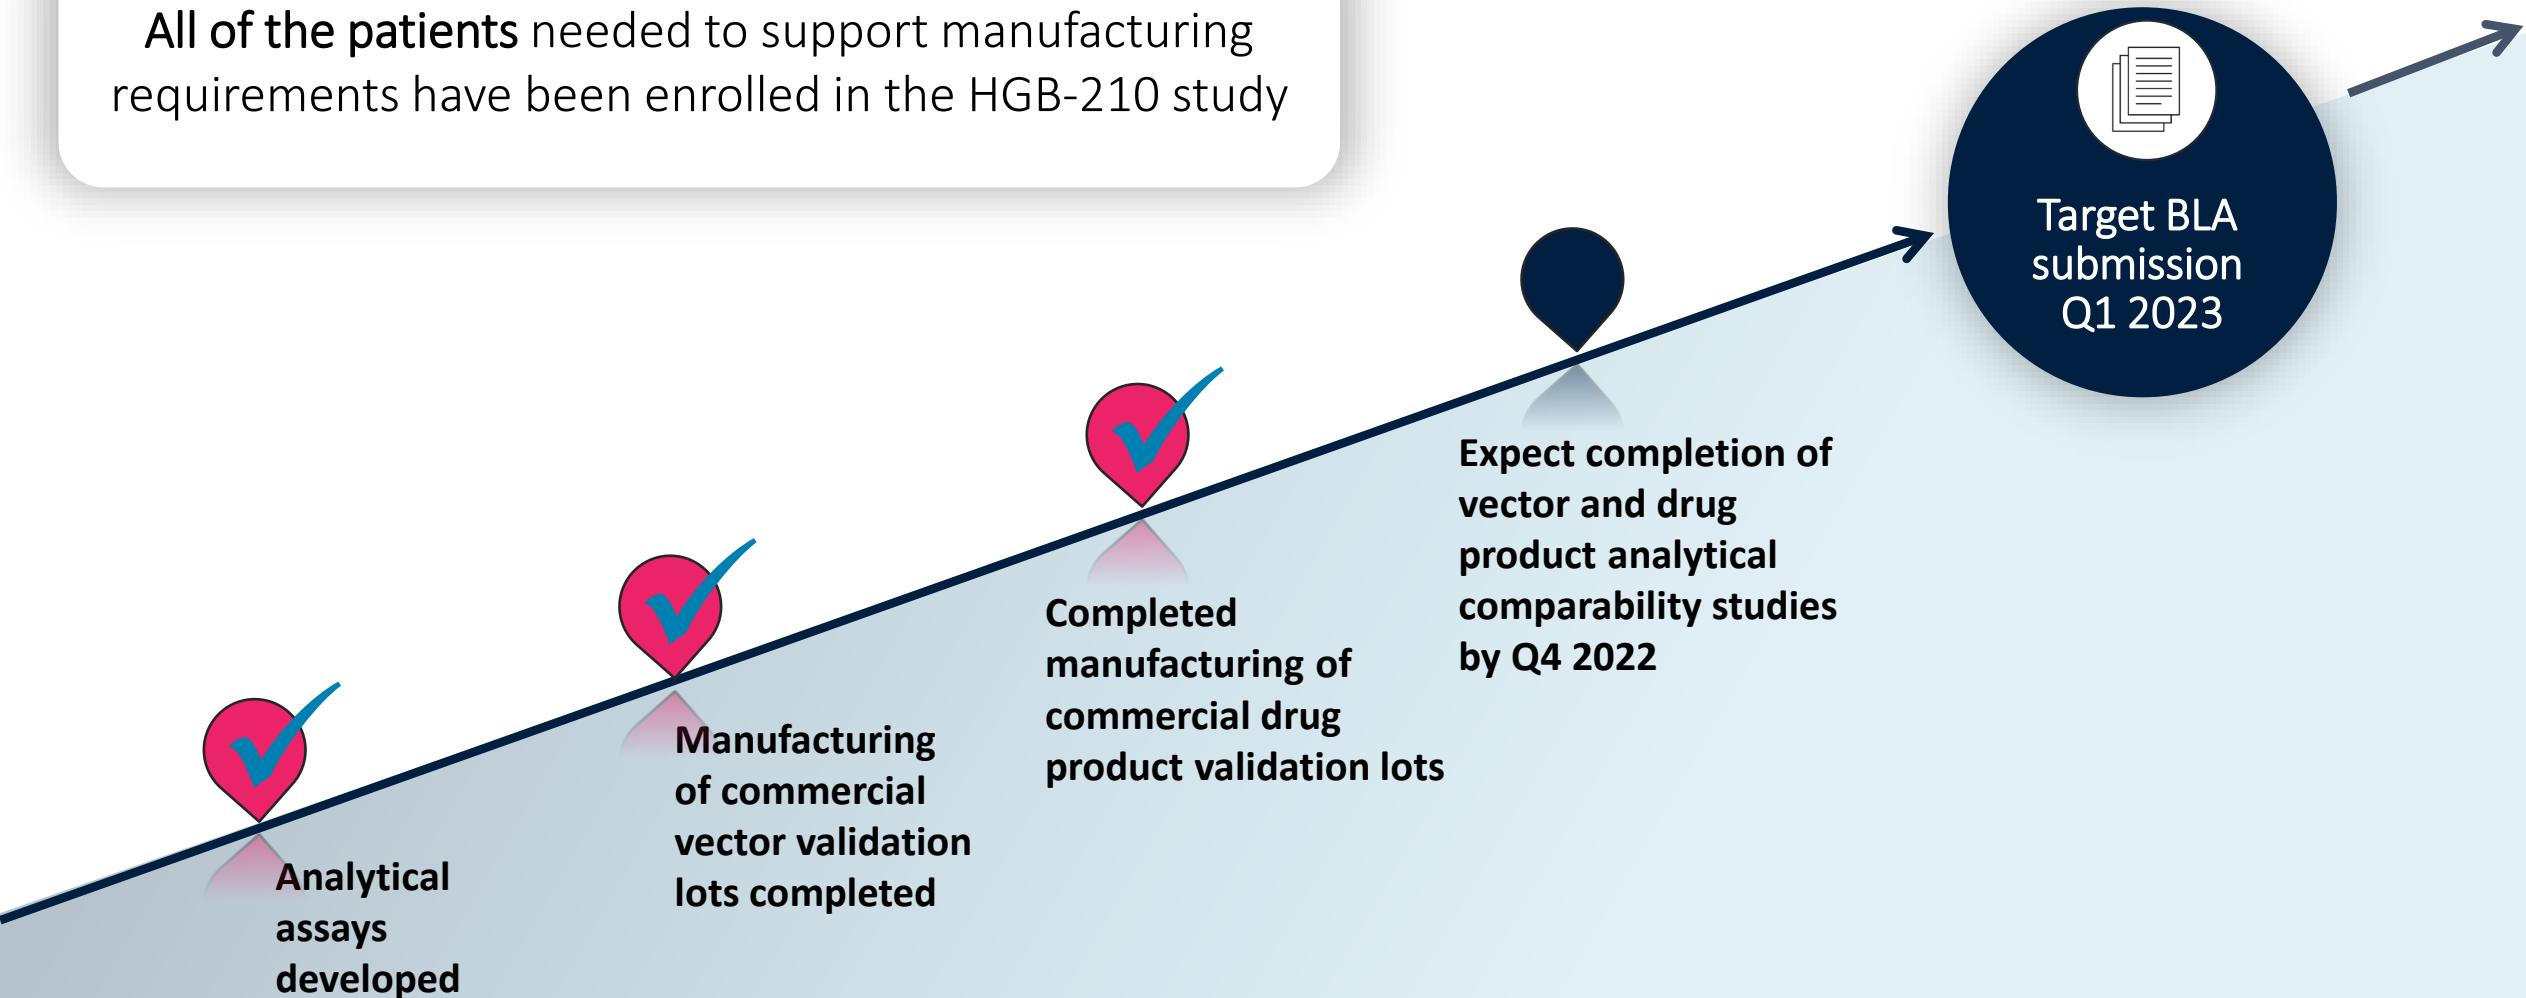 All of the patients needed to support manufacturing
requirements have been enrolled in the HGB-210 study
Target BLA
submission
Q1 2023
Expect completion of
vector and drug
product analytical
comparability studies
by Q4 2022
Completed
manufacturing of
commercial drug
product validation lots
Manufacturing
of commercial
vector validation
lots completed
Analytical
assays
developed